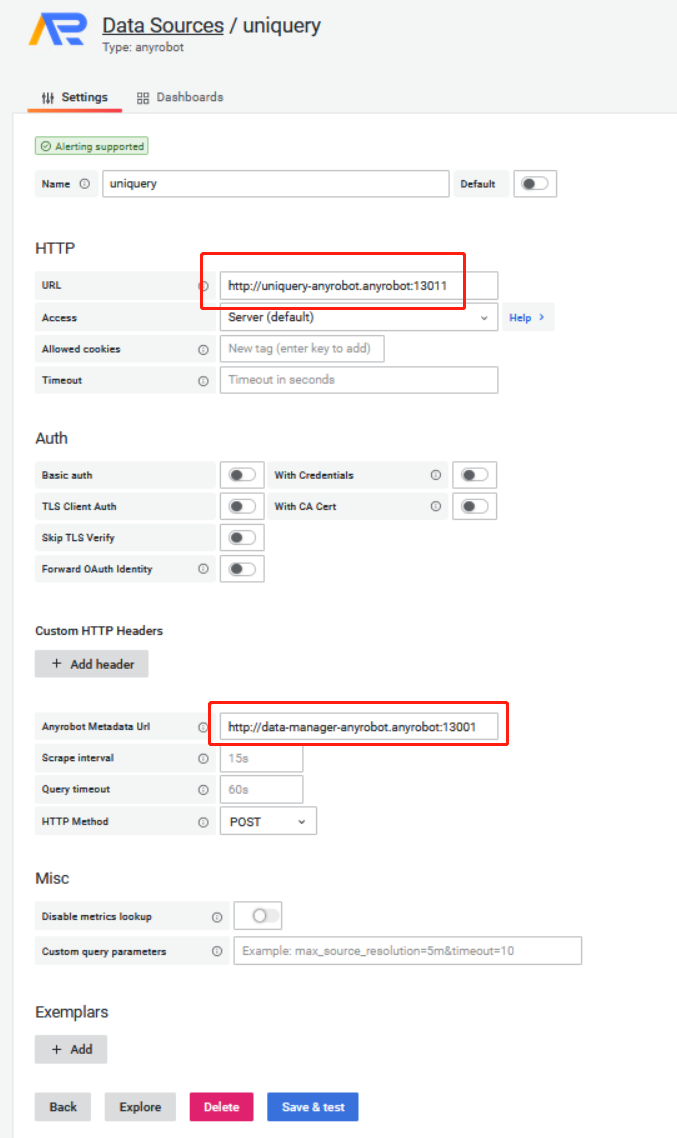 AR
Data Sources / uniquery
Type: anyrobot
Settings
Dashboards
Alerting supported
Name
uniquery
Default
HTTP
URL
http://uniquery-anyrobot.anyrobot:13011
Access
Server (default)
Help >
Allowed cookies
New tag (enter key to add)
Timeout
Timeout in seconds
Auth
Basic auth
With Credentials
TLS Client Auth
With CA Cert
Skip TLS Verify
Forward OAuth Identity
Custom HTTP Headers
+ Add header
Anyrobot Metadata Url
http://data-manager-anyrobot.anyrobot:13001
Scrape interval
15s
Query timeout
60s
HTTP Method
POST
Misc
Disable metrics lookup
Custom query parameters
Example: max_source_resolution=5m&timeout=10
Exemplars
+ Add
Back
Explore
Delete
Save & test